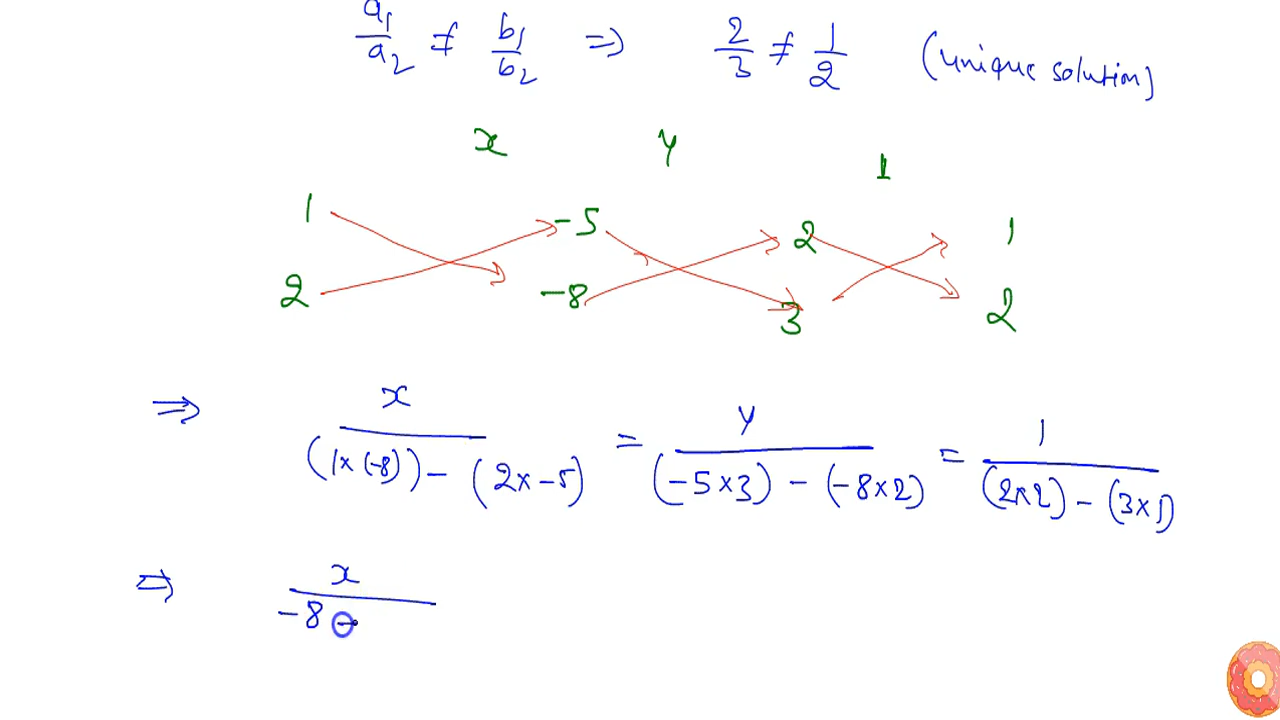 a₁/a₂ ≠ b₁/b₂ ⇒ 2/3 ≠ 1/2 (unique solution)
x y 1
1 -5 2 1
2 -8 3 2
⇒ x/((1×(-8)) - (2×-5)) = y/((-5×3) - (-8×2)) = 1/((2×2) - (3×1))
⇒ x/(-8 -